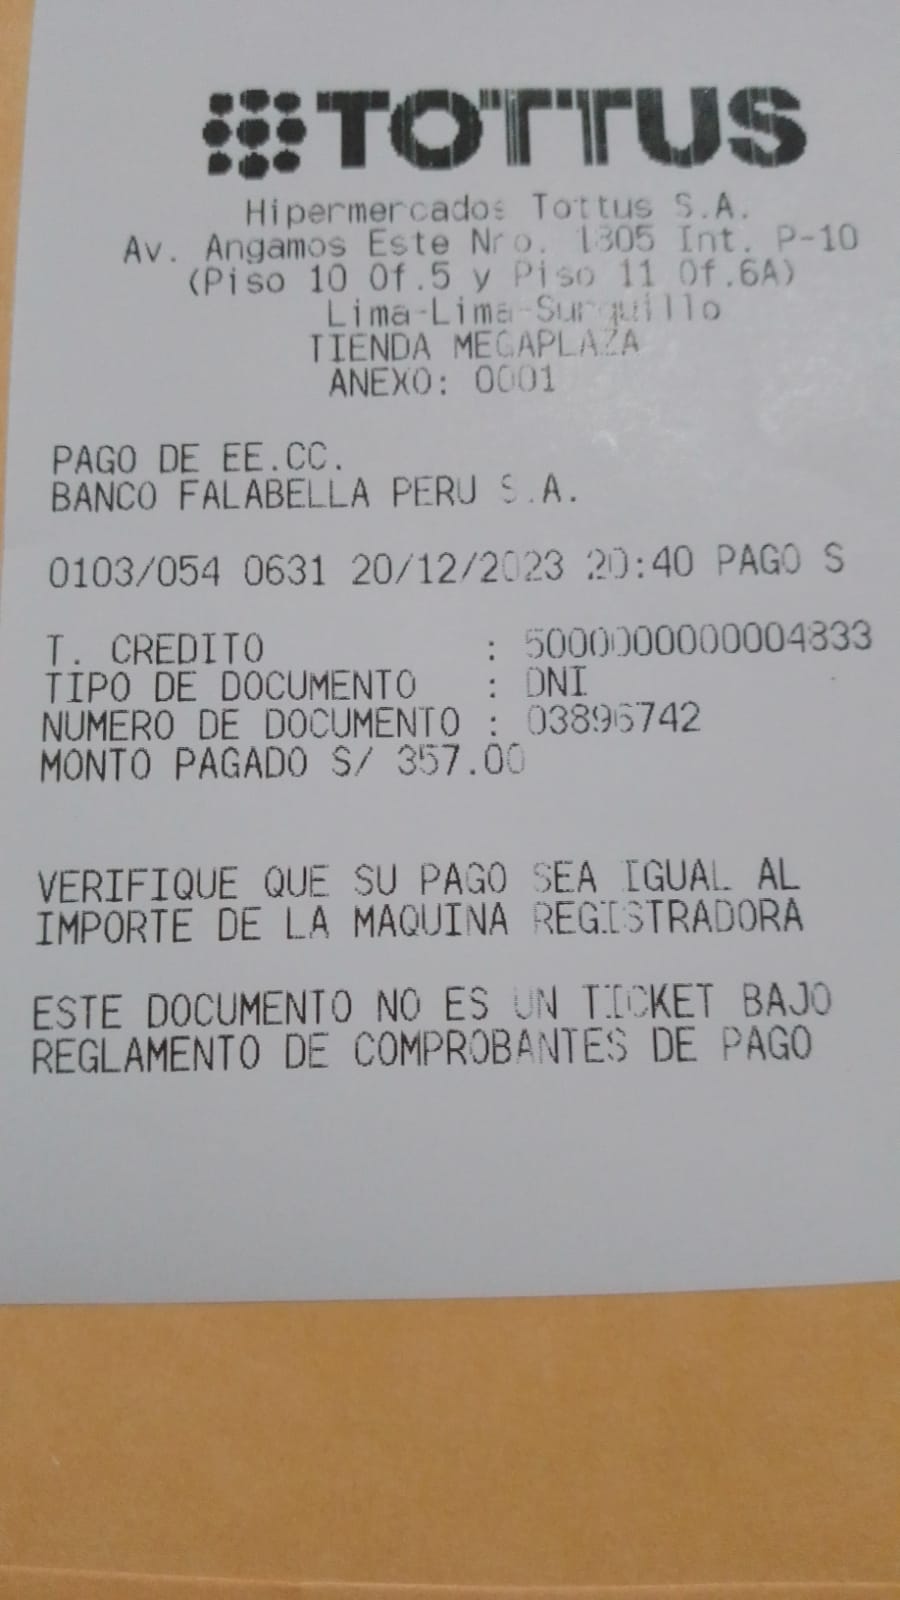 TOTTUS
Hipermercados Tottus S.A.
Av. Angamos Este Nro. 1805 Int. P-10
(Piso 10 Of.5 y Piso 11 Of.6A)
Lima-Lima-Surquillo
TIENDA MEGAPLAZA
ANEXO: 0001
PAGO DE EE.CC.
BANCO FALABELLA PERU S.A.
0103/054 0631 20/12/2023 20:40 PAGO S
T. CREDITO : 5000000000004833
TIPO DE DOCUMENTO : DNI
NUMERO DE DOCUMENTO : 03896742
MONTO PAGADO S/ 357.00
VERIFIQUE QUE SU PAGO SEA IGUAL AL
IMPORTE DE LA MAQUINA REGISTRADORA
ESTE DOCUMENTO NO ES UN TICKET BAJO
REGLAMENTO DE COMPROBANTES DE PAGO